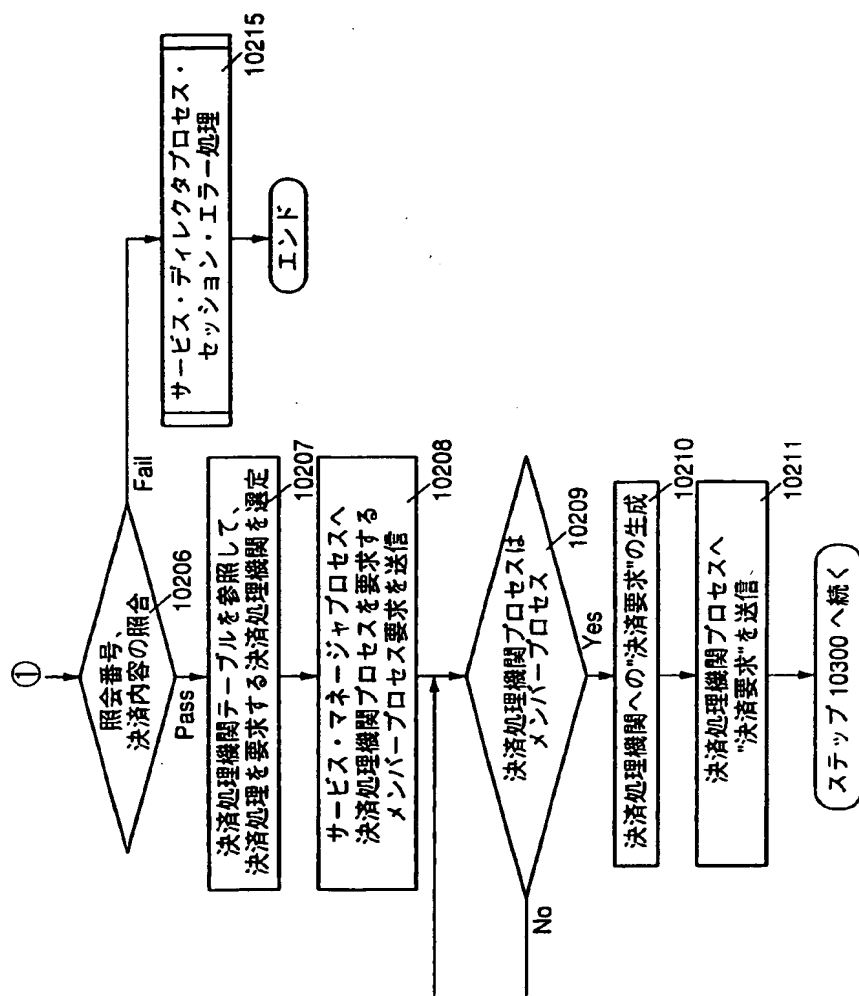 ①
照会番号、
決済内容の照合
10206
Fail
Pass
サービス・ディレクタプロセス・
セッション・エラー処理
10215
エンド
決済処理機関テーブルを参照して、
決済処理を要求する決済処理機関を選定
10207
サービス・マネージャプロセスへ
決済処理機関プロセスを要求する
メンバープロセス要求を送信
10208
決済処理機関プロセスは
メンバープロセス
10209
No
Yes
決済処理機関への"決済要求"の生成
10210
決済処理機関プロセスへ
"決済要求"を送信
10211
ステップ 10300 へ続く